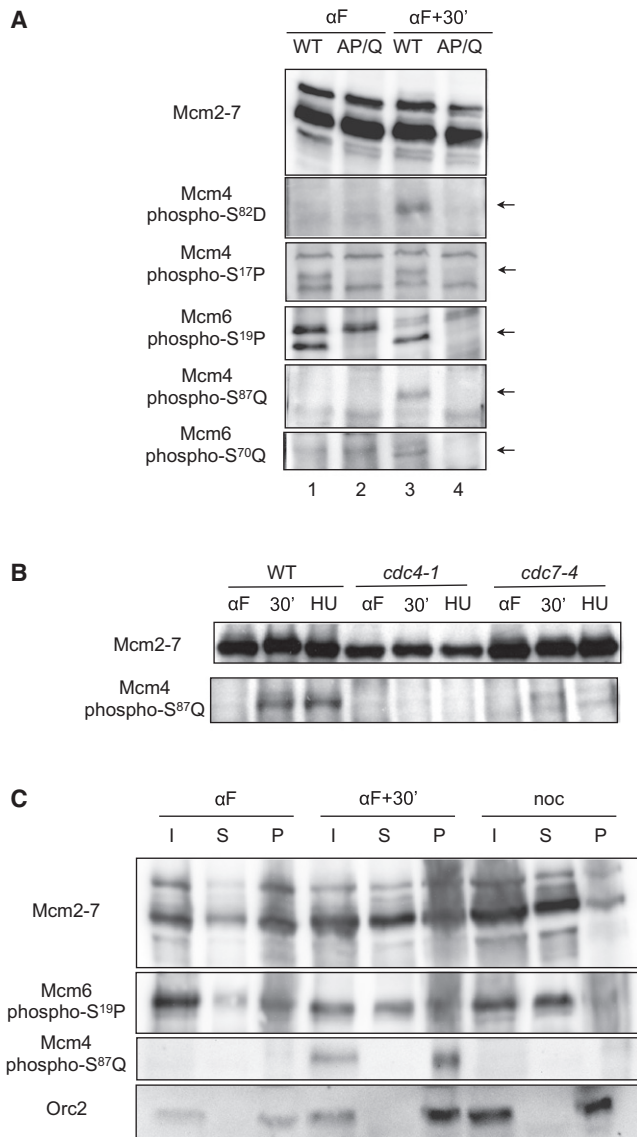 A
αF αF+30'
WT AP/Q WT AP/Q
Mcm2-7
Mcm4
phospho-S⁸²D
Mcm4
phospho-S¹⁷P
Mcm6
phospho-S¹⁹P
Mcm4
phospho-S⁸⁷Q
Mcm6
phospho-S⁷⁰Q
1 2 3 4
B
WT cdc4-1 cdc7-4
αF 30' HU αF 30' HU αF 30' HU
Mcm2-7
Mcm4
phospho-S⁸⁷Q
C
αF αF+30' noc
I S P I S P I S P
Mcm2-7
Mcm6
phospho-S¹⁹P
Mcm4
phospho-S⁸⁷Q
Orc2